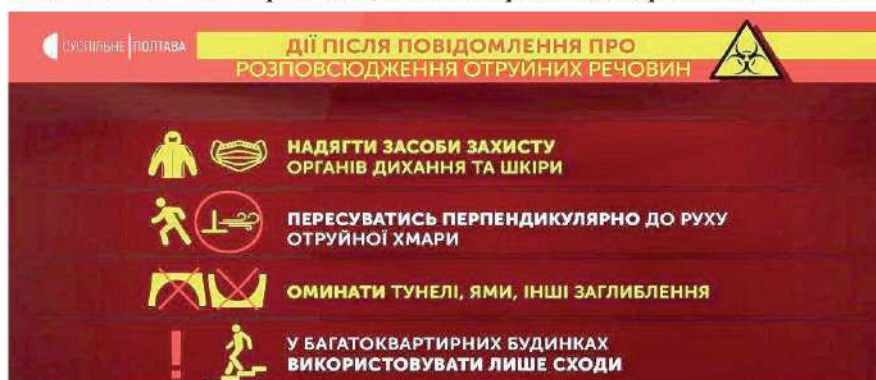 СУСПІЛЬНЕ ПОЛТАВА
ДІЇ ПІСЛЯ ПОВІДОМЛЕННЯ ПРО
РОЗПОВСЮДЖЕННЯ ОТРУЙНИХ РЕЧОВИН
НАДЯГТИ ЗАСОБИ ЗАХИСТУ
ОРГАНІВ ДИХАННЯ ТА ШКІРИ
ПЕРЕСУВАТИСЬ ПЕРПЕНДИКУЛЯРНО ДО РУХУ
ОТРУЙНОЇ ХМАРИ
ОМИНАТИ ТУНЕЛІ, ЯМИ, ІНШІ ЗАГЛИБЛЕННЯ
У БАГАТОКВАРТИРНИХ БУДИНКАХ
ВИКОРИСТОВУВАТИ ЛИШЕ СХОДИ